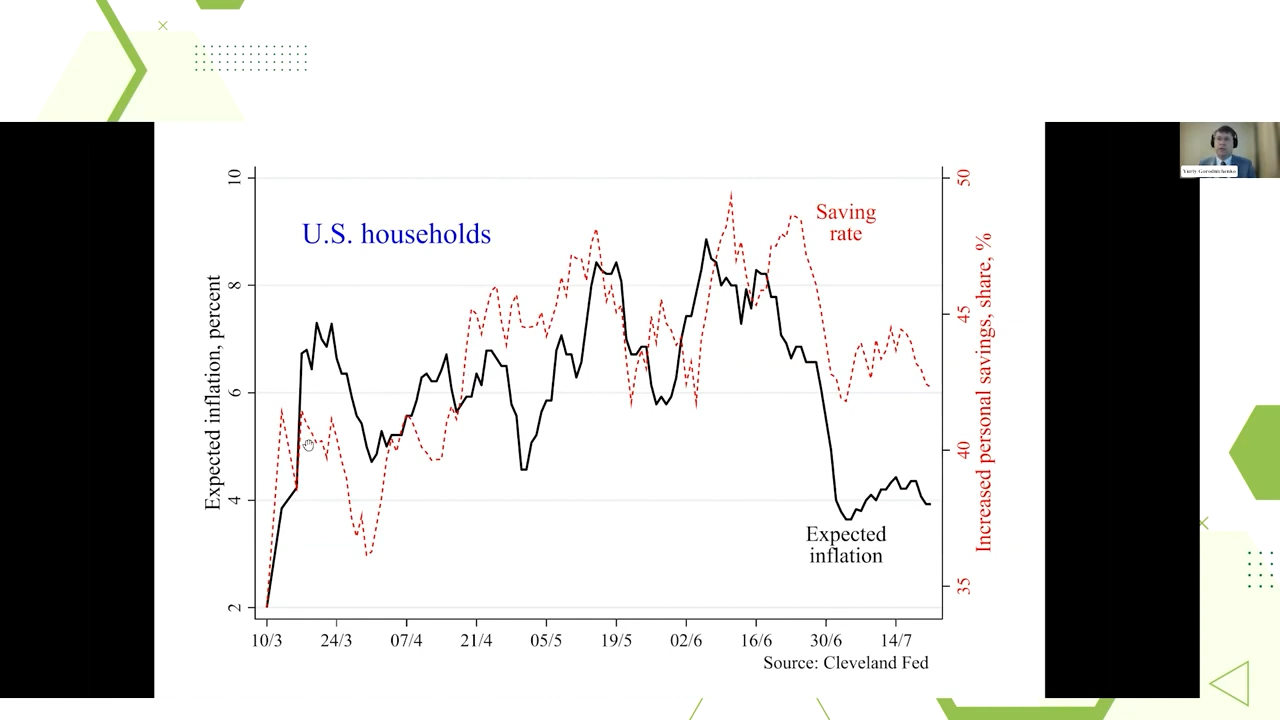 Yuriy Gorodnichenko
10
8
6
4
2
Expected inflation, percent
U.S. households
Saving
rate
50
45
40
35
Increased personal savings, share, %
Expected
inflation
10/3 24/3 07/4 21/4 05/5 19/5 02/6 16/6 30/6 14/7
Source: Cleveland Fed